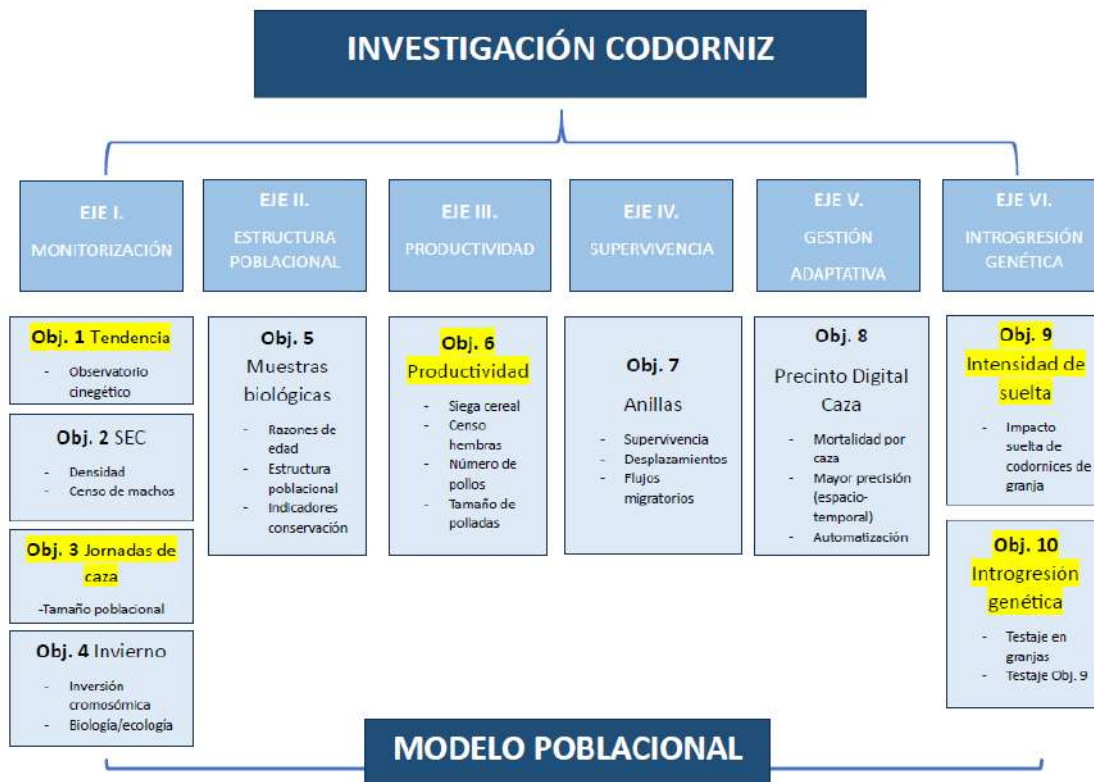 INVESTIGACIÓN CODORNIZ
EJE I.
MONITORIZACIÓN
EJE II.
ESTRUCTURA
POBLACIONAL
EJE III.
PRODUCTIVIDAD
EJE IV.
SUPERVIVENCIA
EJE V.
GESTIÓN
ADAPTATIVA
EJE VI.
INTROGRESIÓN
GENÉTICA
Obj. 1 Tendencia
- Observatorio
cinegético
Obj. 2 SEC
- Densidad
- Censo de machos
Obj. 3 Jornadas de
caza
-Tamaño poblacional
Obj. 4 Invierno
- Inversión
cromosómica
- Biología/ecología
Obj. 5
Muestras
biológicas
- Razones de
edad
- Estructura
poblacional
- Indicadores
conservación
Obj. 6
Productividad
- Siega cereal
- Censo
hembras
- Número de
pollos
- Tamaño de
polladas
Obj. 7
Anillas
- Supervivencia
- Desplazamientos
- Flujos
migratorios
Obj. 8
Precinto Digital
Caza
- Mortalidad por
caza
- Mayor precisión
(espacio-
temporal)
- Automatización
Obj. 9
Intensidad de
suelta
- Impacto
suelta de
codornices de
granja
Obj. 10
Introgresión
genética
- Testaje en
granjas
- Testaje Obj. 9
MODELO POBLACIONAL